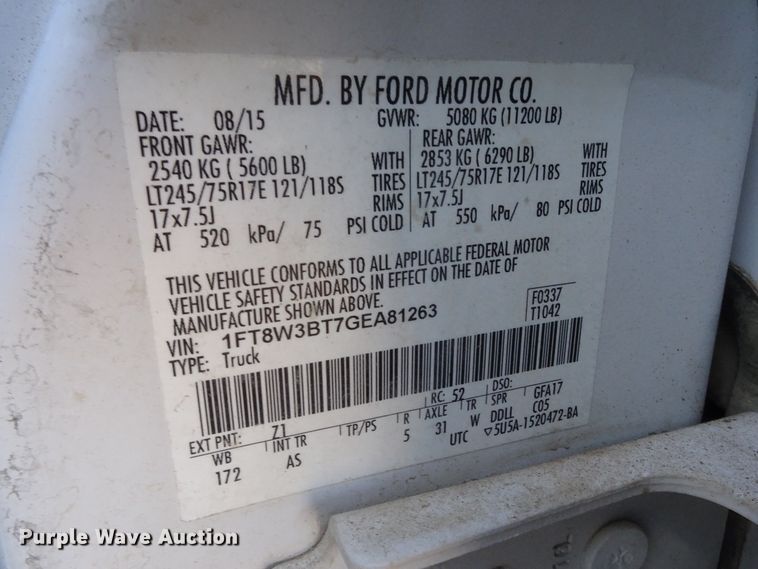 MFD. BY FORD MOTOR CO.
DATE: 08/15 GVWR: 5080 KG (11200 LB)
FRONT GAWR: REAR GAWR:
2540 KG ( 5600 LB) WITH 2853 KG ( 6290 LB) WITH
LT245/75R17E 121/118S TIRES LT245/75R17E 121/118S TIRES
17x7.5J RIMS 17x7.5J RIMS
AT 520 kPa/ 75 PSI COLD AT 550 kPa/ 80 PSI COLD
THIS VEHICLE CONFORMS TO ALL APPLICABLE FEDERAL MOTOR
VEHICLE SAFETY STANDARDS IN EFFECT ON THE DATE OF
MANUFACTURE SHOWN ABOVE.
VIN: 1FT8W3BT7GEA81263 F0337
TYPE: Truck T1042
EXT PNT: Z1 RC: 52 DSO:
WB INT TR TP/PS R AXLE TR SPR GFA17
172 AS 5 31 W DDLL C05
UTC ▽5U5A-1520472-BA
Purple Wave Auction